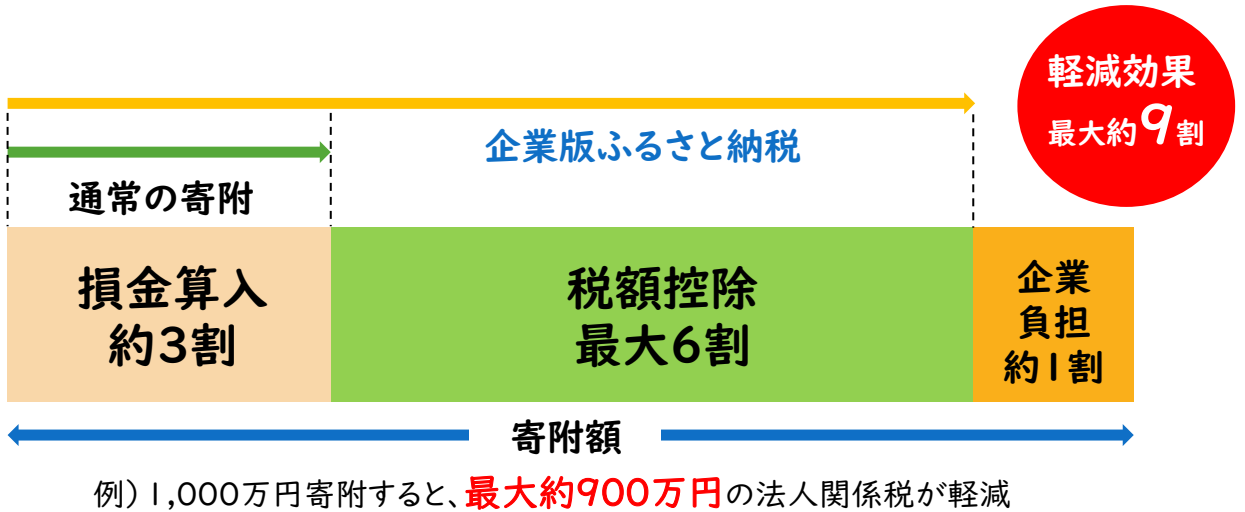 軽減効果
最大約9割
企業版ふるさと納税
通常の寄附
損金算入
約3割
税額控除
最大6割
企業
負担
約1割
寄附額
例）1,000万円寄附すると、最大約900万円の法人関係税が軽減